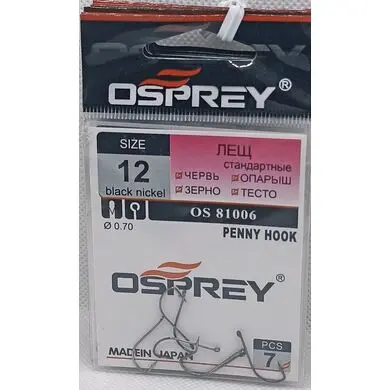 OSPREY®
SIZE
12
black nickel
Ø 0.70
ЛЕЩ
стандартные
ЧЕРВЬ ОПАРЫШ
ЗЕРНО ТЕСТО
OS 81006
PENNY HOOK
OSPREY®
MADE IN JAPAN
PCS
7